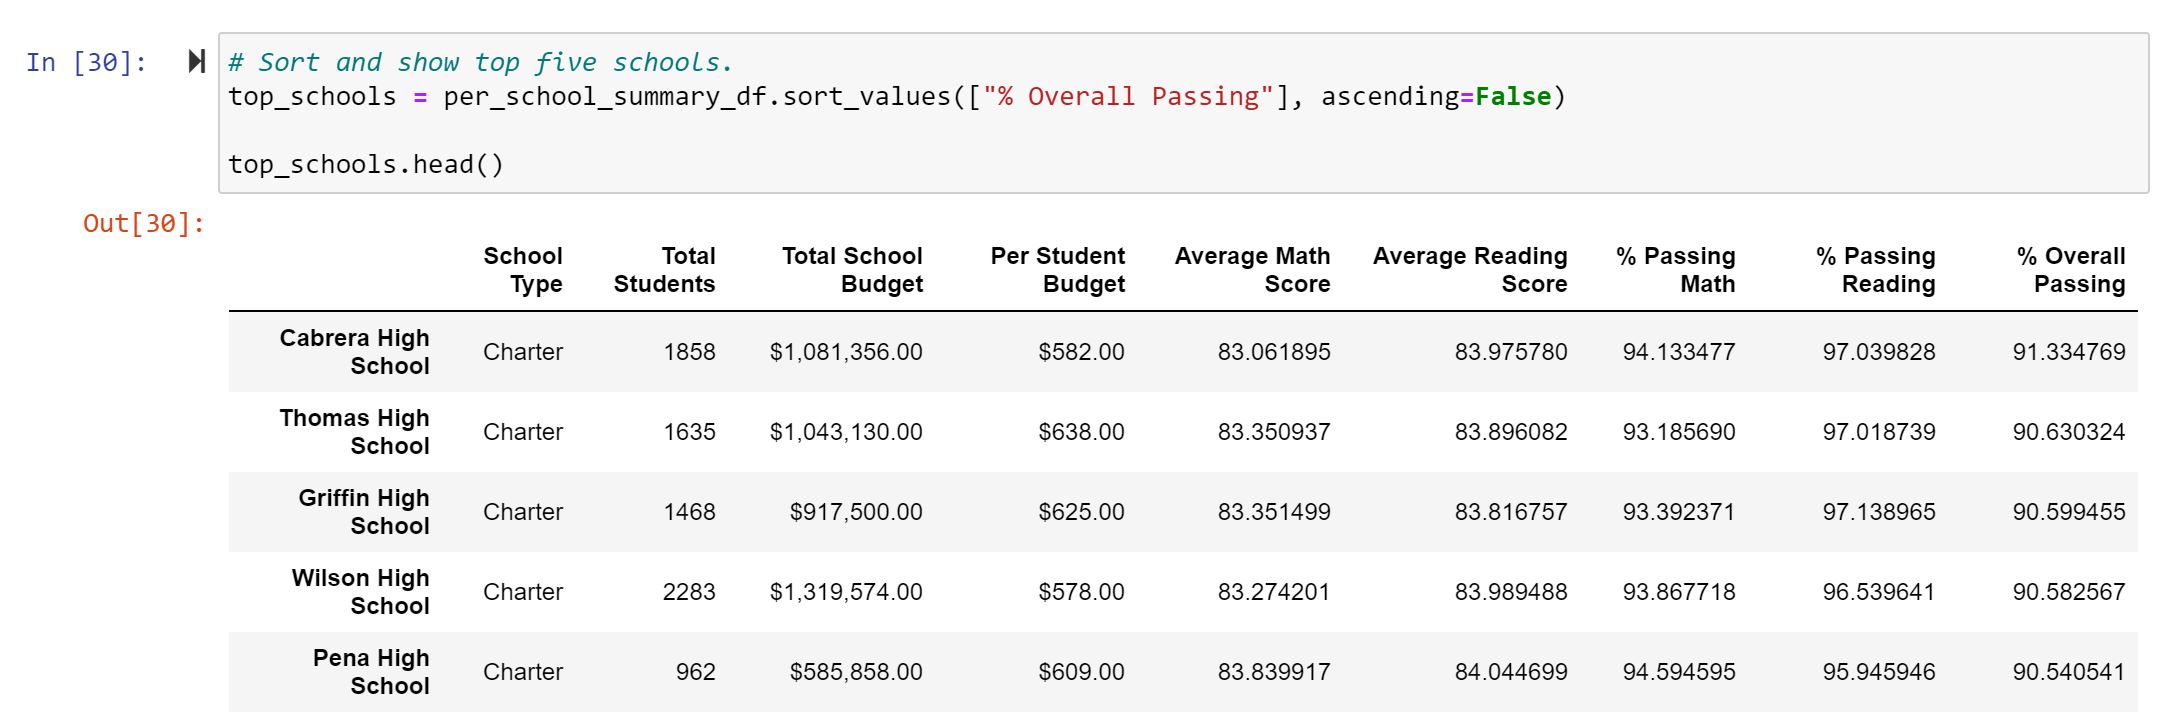 In [30]:
# Sort and show top five schools.
top_schools = per_school_summary_df.sort_values(["% Overall Passing"], ascending=False)
top_schools.head()
Out[30]:
School Type Total Students Total School Budget Per Student Budget Average Math Score Average Reading Score % Passing Math % Passing Reading % Overall Passing
Cabrera High School Charter 1858 $1,081,356.00 $582.00 83.061895 83.975780 94.133477 97.039828 91.334769
Thomas High School Charter 1635 $1,043,130.00 $638.00 83.350937 83.896082 93.185690 97.018739 90.630324
Griffin High School Charter 1468 $917,500.00 $625.00 83.351499 83.816757 93.392371 97.138965 90.599455
Wilson High School Charter 2283 $1,319,574.00 $578.00 83.274201 83.989488 93.867718 96.539641 90.582567
Pena High School Charter 962 $585,858.00 $609.00 83.839917 84.044699 94.594595 95.945946 90.540541